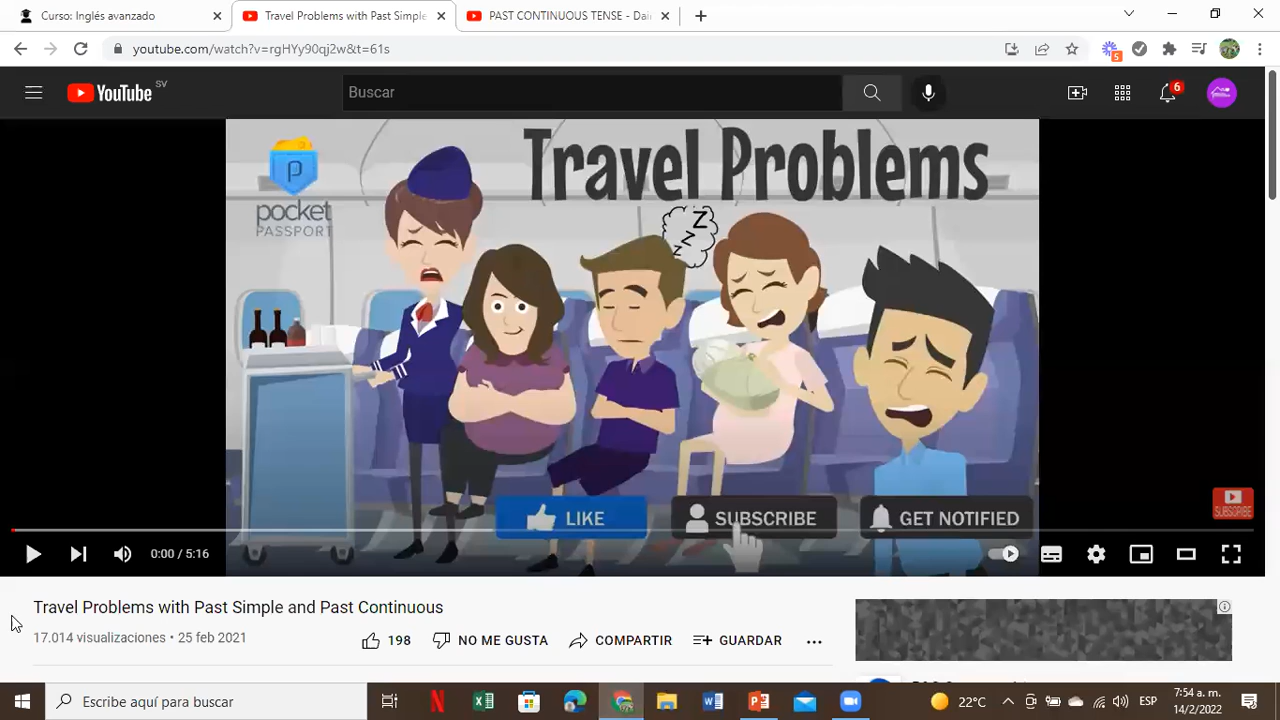 Curso: Inglés avanzado
Travel Problems with Past Simple
PAST CONTINUOUS TENSE - Dai
youtube.com/watch?v=rgHYy90qj2w&t=61s
5
YouTube SV
Buscar
6
Travel Problems
pocket
PASSPORT
Z
Z
Z
LIKE
SUBSCRIBE
GET NOTIFIED
SUBSCRIBE
0:00 / 5:16
Travel Problems with Past Simple and Past Continuous
17.014 visualizaciones • 25 feb 2021
198
NO ME GUSTA
COMPARTIR
GUARDAR
Escribe aquí para buscar
22°C
ESP
7:54 a. m.
14/2/2022